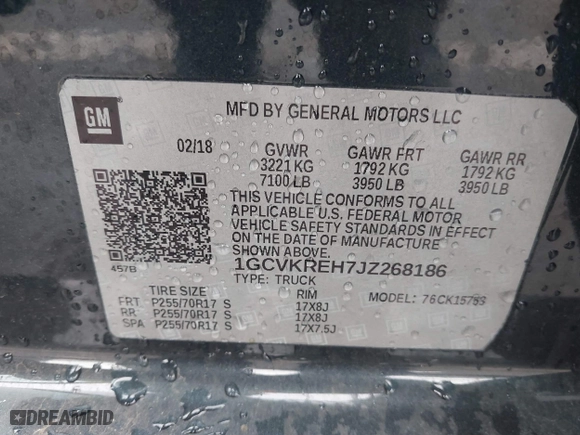 GM
MFD BY GENERAL MOTORS LLC
02/18 GVWR GAWR FRT GAWR RR
3221 KG 1792 KG 1792 KG
7100 LB 3950 LB 3950 LB
THIS VEHICLE CONFORMS TO ALL
APPLICABLE U.S. FEDERAL MOTOR
VEHICLE SAFETY STANDARDS IN EFFECT
ON THE DATE OF MANUFACTURE
SHOWN ABOVE.
457B
1GCVKREH7JZ268186
TYPE: TRUCK
TIRE SIZE RIM MODEL:
FRT P255/70R17 S 17X8J
RR P255/70R17 S 17X8J
SPA P255/70R17 S 17X7.5J
DREAMBID